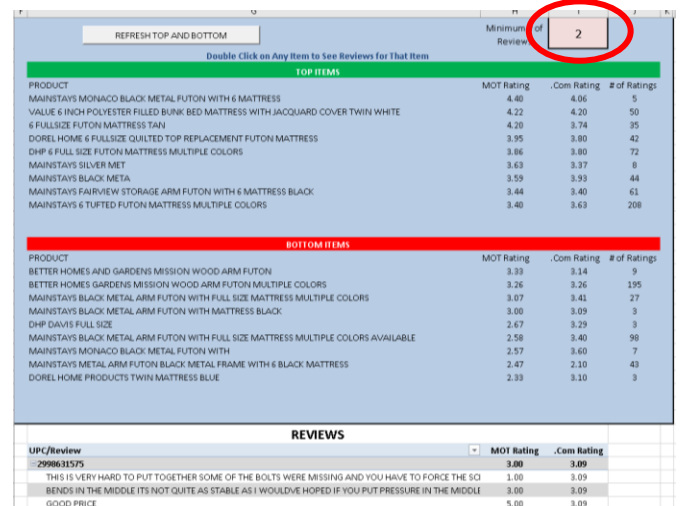 F G H I J K
REFRESH TOP AND BOTTOM Minimum of Reviews 2
Double Click on Any Item to See Reviews for That Item
TOP ITEMS
PRODUCT MOT Rating .Com Rating # of Ratings
MAINSTAYS MONACO BLACK METAL FUTON WITH 6 MATTRESS 4.40 4.06 5
VALUE 6 INCH POLYESTER FILLED BUNK BED MATTRESS WITH JACQUARD COVER TWIN WHITE 4.22 4.20 50
6 FULLSIZE FUTON MATTRESS TAN 4.20 3.74 35
DOREL HOME 6 FULLSIZE QUILTED TOP REPLACEMENT FUTON MATTRESS 3.95 3.80 42
DHP 6 FULL SIZE FUTON MATTRESS MULTIPLE COLORS 3.86 3.80 72
MAINSTAYS SILVER MET 3.63 3.37 8
MAINSTAYS BLACK META 3.59 3.93 44
MAINSTAYS FAIRVIEW STORAGE ARM FUTON WITH 6 MATTRESS BLACK 3.44 3.40 61
MAINSTAYS 6 TUFTED FUTON MATTRESS MULTIPLE COLORS 3.40 3.63 208
BOTTOM ITEMS
PRODUCT MOT Rating .Com Rating # of Ratings
BETTER HOMES AND GARDENS MISSION WOOD ARM FUTON 3.33 3.14 9
BETTER HOMES GARDENS MISSION WOOD ARM FUTON MULTIPLE COLORS 3.26 3.26 195
MAINSTAYS BLACK METAL ARM FUTON WITH FULL SIZE MATTRESS MULTIPLE COLORS 3.07 3.41 27
MAINSTAYS BLACK METAL ARM FUTON WITH MATTRESS BLACK 3.00 3.09 3
DHP DAVIS FULL SIZE 2.67 3.29 3
MAINSTAYS BLACK METAL ARM FUTON WITH FULL SIZE MATTRESS MULTIPLE COLORS AVAILABLE 2.58 3.40 98
MAINSTAYS MONACO BLACK METAL FUTON WITH 2.57 3.60 7
MAINSTAYS METAL ARM FUTON BLACK METAL FRAME WITH 6 BLACK MATTRESS 2.47 2.10 43
DOREL HOME PRODUCTS TWIN MATTRESS BLUE 2.33 3.10 3
REVIEWS
UPC/Review MOT Rating .Com Rating
2998631575 3.00 3.09
THIS IS VERY HARD TO PUT TOGETHER SOME OF THE BOLTS WERE MISSING AND YOU HAVE TO FORCE THE SCI 1.00 3.09
BENDS IN THE MIDDLE ITS NOT QUITE AS STABLE AS I WOULDVE HOPED IF YOU PUT PRESSURE IN THE MIDDLE 3.00 3.09
GOOD PRICE 5.00 3.09